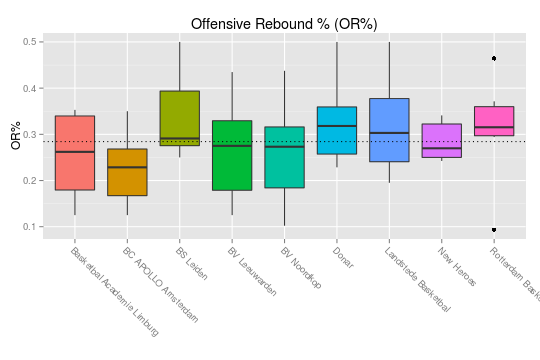 Offensive Rebound % (OR%)
OR%
0.5
0.4
0.3
0.2
0.1
Basketbal Academie Limburg
BC APOLLO Amsterdam
BS Leiden
BV Leeuwarden
BV Noordkop
Donar
Landstede Basketbal
New Heroes
Rotterdam Bask